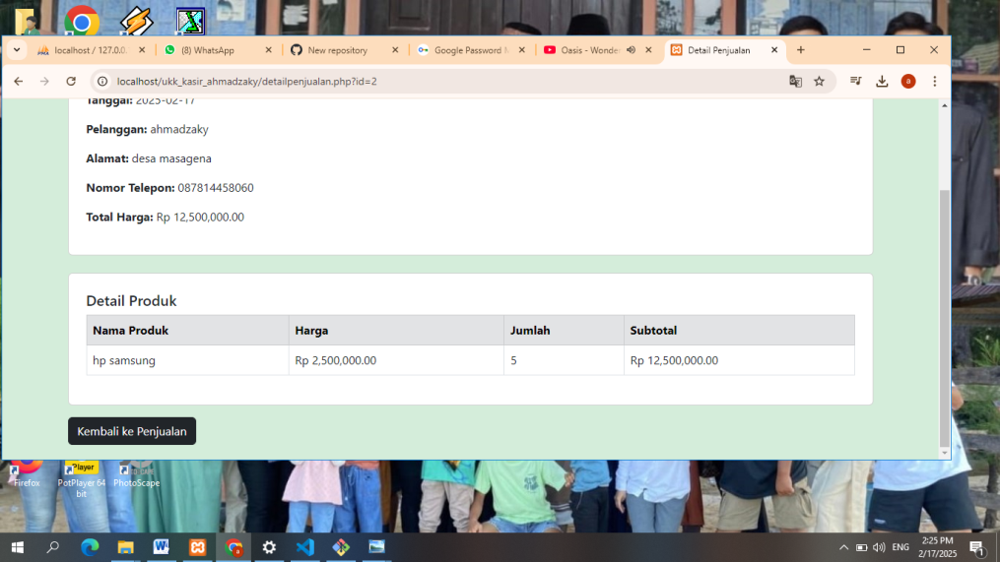 localhost / 127.0.0.
(8) WhatsApp
New repository
Google Password M
Oasis - Wonder
Detail Penjualan
localhost/ukk_kasir_ahmadzaky/detailpenjualan.php?id=2
a
Tanggal: 2025-02-17
Pelanggan: ahmadzaky
Alamat: desa masagena
Nomor Telepon: 087814458060
Total Harga: Rp 12,500,000.00
Detail Produk
Nama Produk Harga Jumlah Subtotal
hp samsung Rp 2,500,000.00 5 Rp 12,500,000.00
Kembali ke Penjualan
Player
Firefox
PotPlayer 64 bit
PhotoScape
ENG
2:25 PM
2/17/2025
1